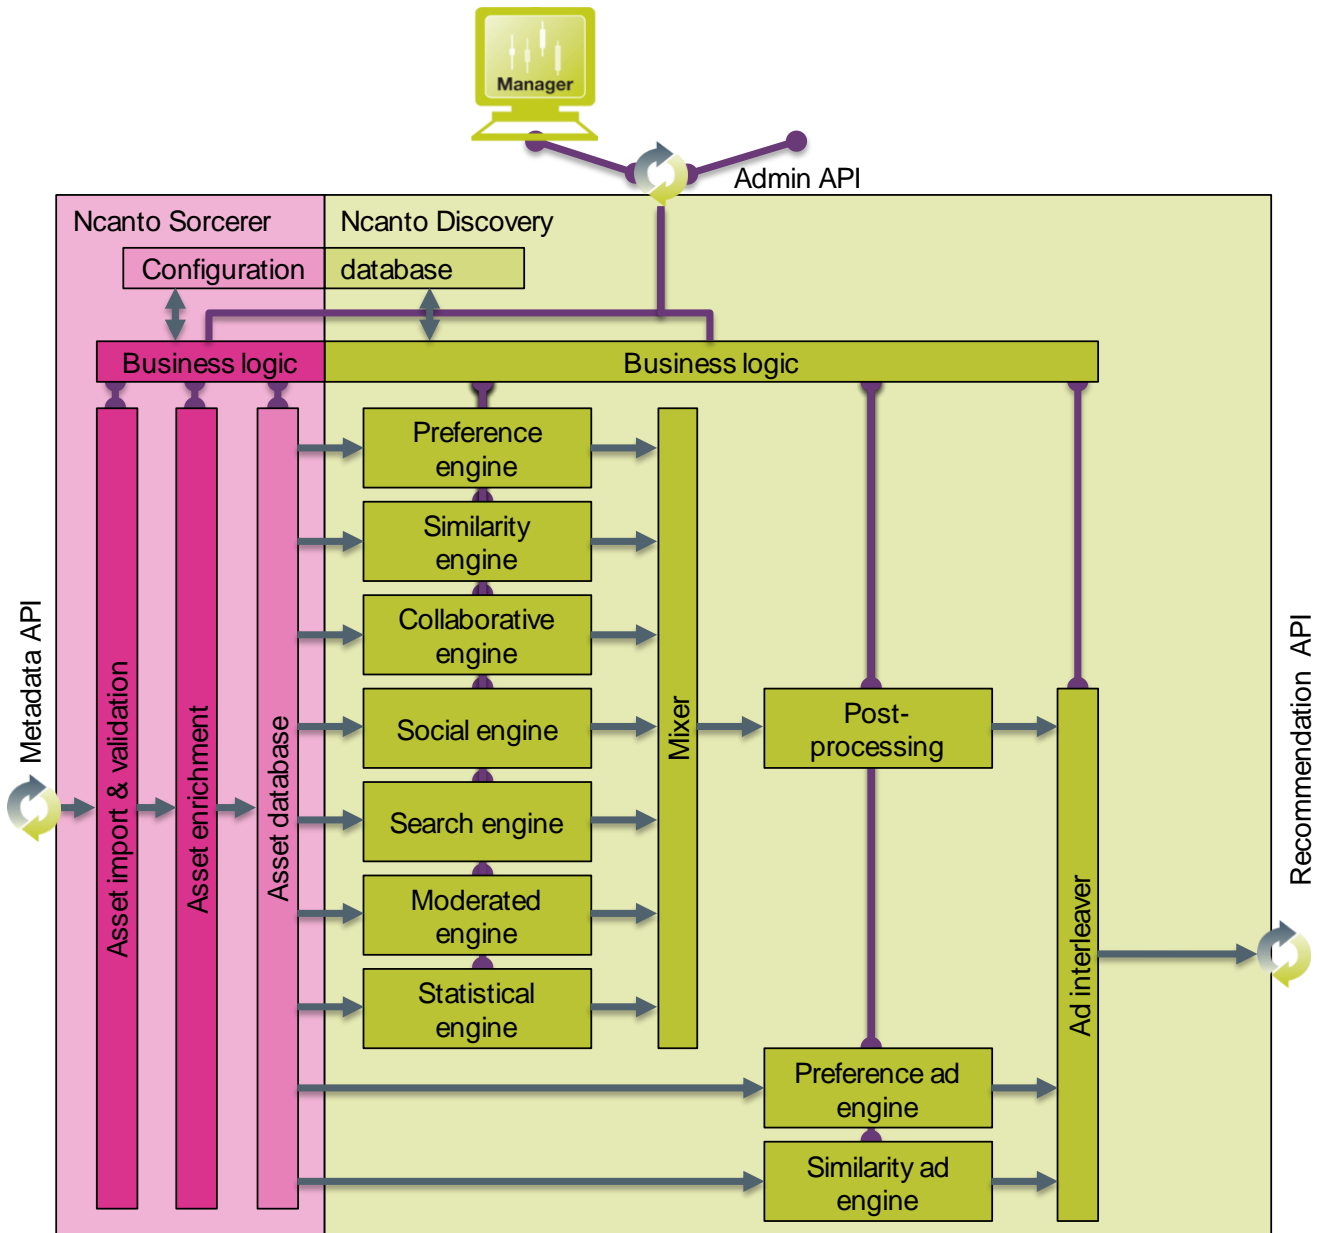 Manager
Admin API
Ncanto Sorcerer
Ncanto Discovery
Configuration database
Business logic
Business logic
Metadata API
Asset import & validation
Asset enrichment
Asset database
Preference
engine
Similarity
engine
Collaborative
engine
Social engine
Search engine
Moderated
engine
Statistical
engine
Mixer
Post-
processing
Preference ad
engine
Similarity ad
engine
Ad interleaver
Recommendation API